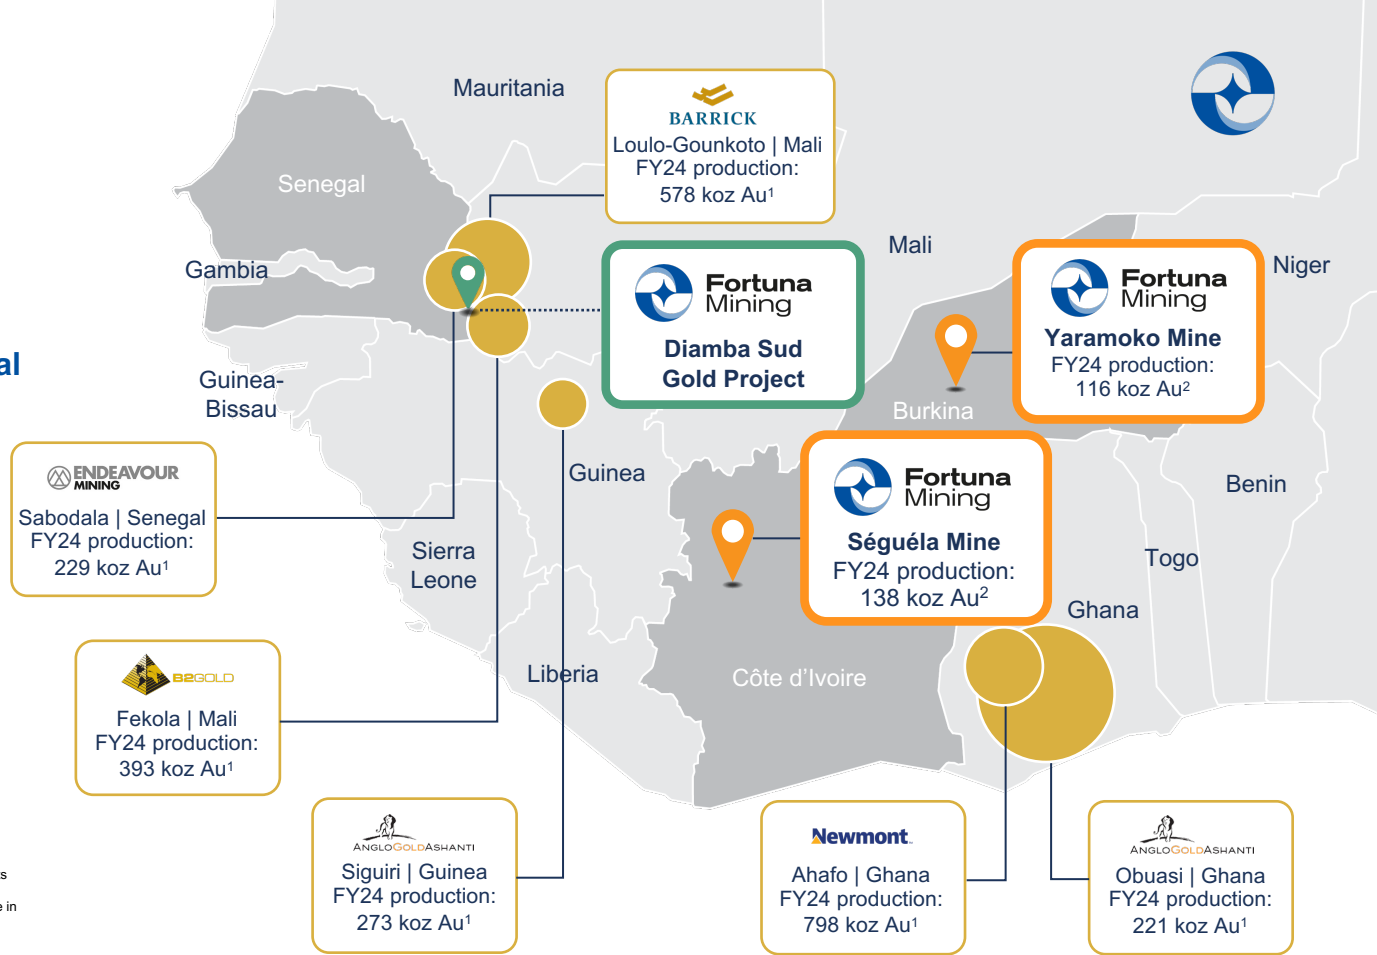 Mauritania
BARRICK
Loulo-Gounkoto | Mali
FY24 production:
578 koz Au¹
Senegal
Gambia
Mali
Niger
Fortuna
Mining
Diamba Sud
Gold Project
Fortuna
Mining
Yaramoko Mine
FY24 production:
116 koz Au²
al
Guinea-
Bissau
Burkina
ENDEAVOUR
MINING
Sabodala | Senegal
FY24 production:
229 koz Au¹
Guinea
Fortuna
Mining
Séguéla Mine
FY24 production:
138 koz Au²
Benin
Sierra
Leone
Togo
Ghana
B2GOLD
Fekola | Mali
FY24 production:
393 koz Au¹
Liberia
Côte d'Ivoire
ANGLOGOLDASHANTI
Siguiri | Guinea
FY24 production:
273 koz Au¹
Newmont
Ahafo | Ghana
FY24 production:
798 koz Au¹
ANGLOGOLDASHANTI
Obuasi | Ghana
FY24 production:
221 koz Au¹
ts
e in